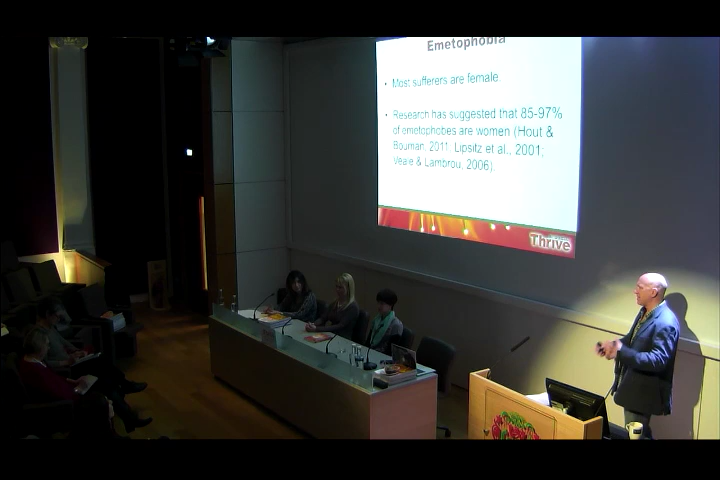 Emetophobia
• Most sufferers are female.
• Research has suggested that 85-97%
of emetophobes are women (Hout &
Bouman, 2011; Lipsitz et al., 2001;
Veale & Lambrou, 2006)
Thrive